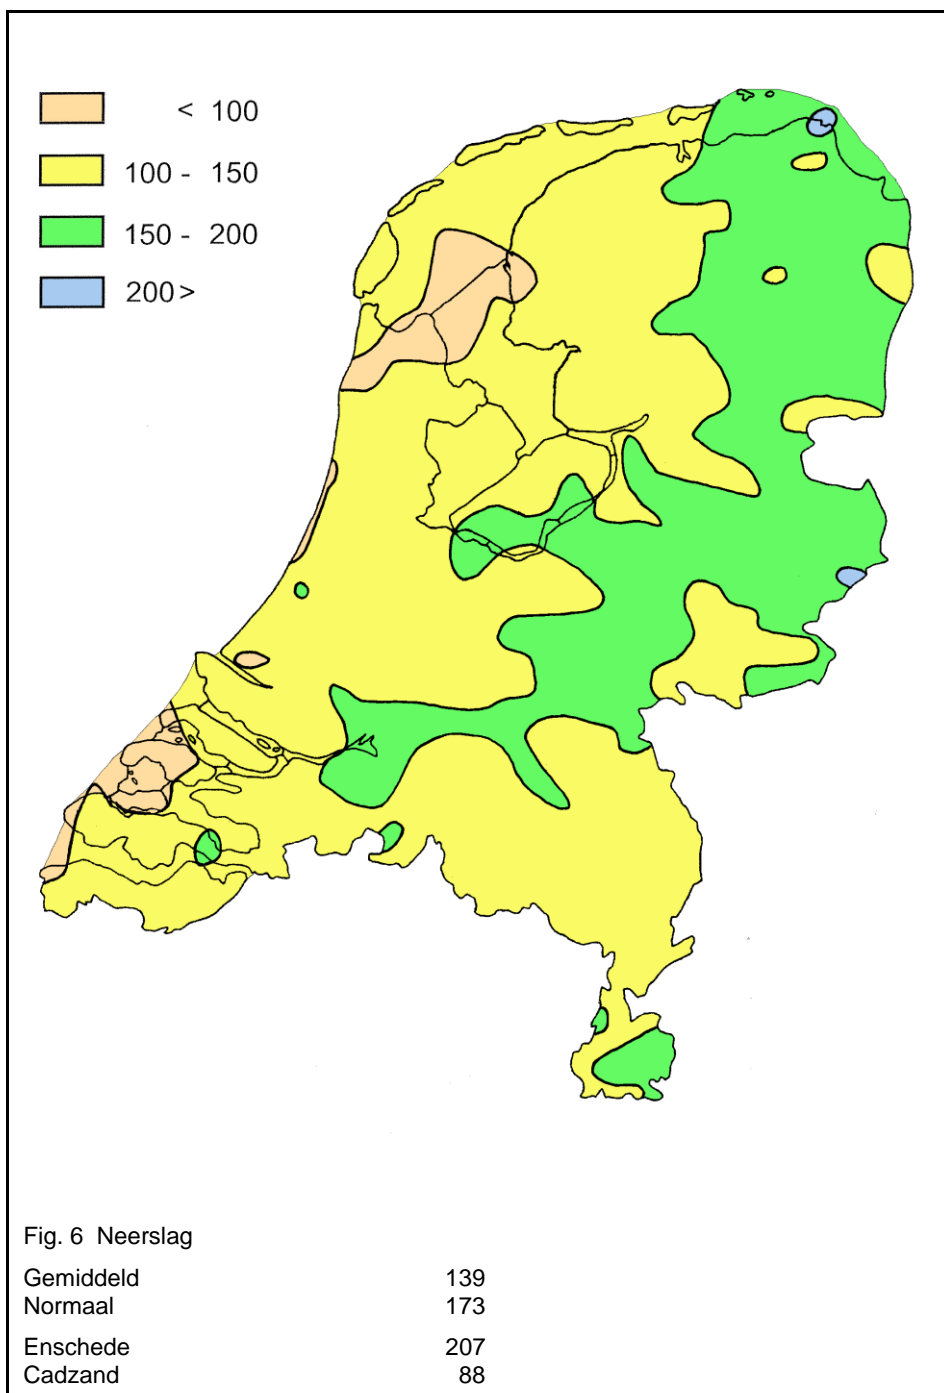 < 100
100 - 150
150 - 200
200 >
Fig. 6 Neerslag
Gemiddeld 139
Normaal 173
Enschede 207
Cadzand 88